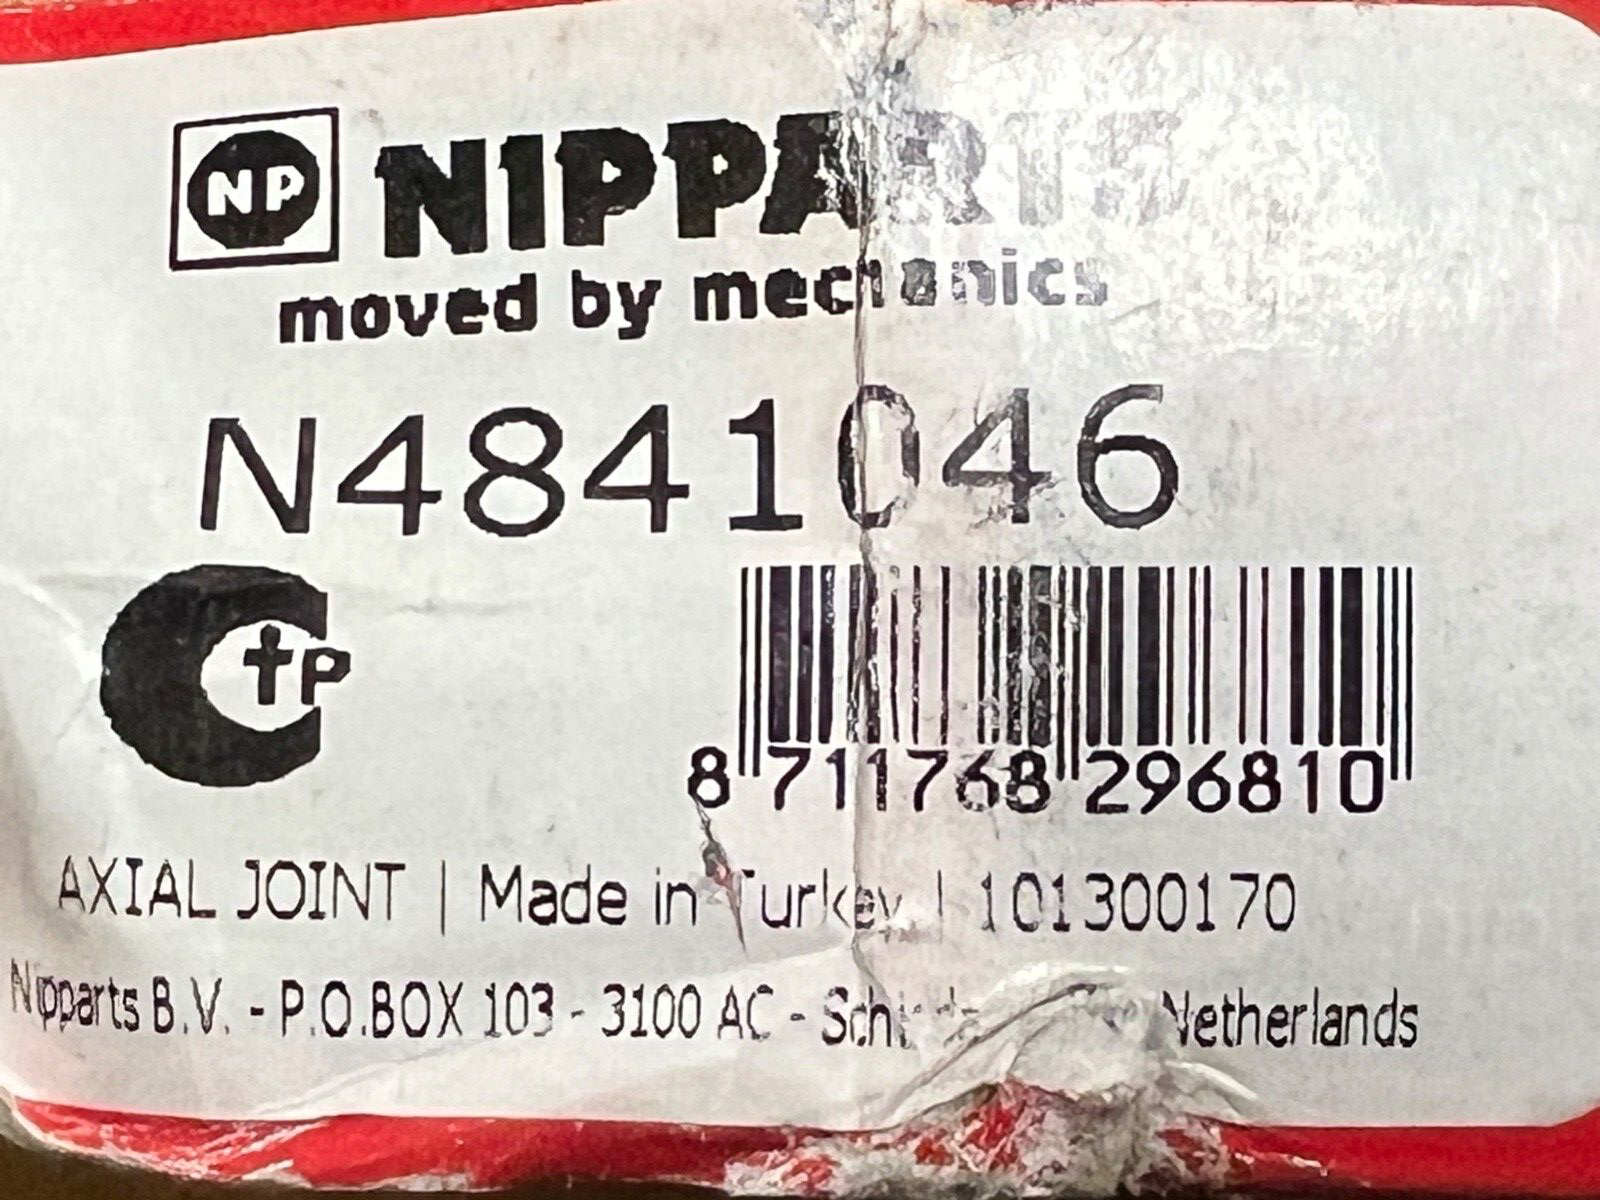 NP NIPPARTS
moved by mechanics
N4841046
CTP
8 711768 296810
AXIAL JOINT | Made in Turkey | 101300170
Nipparts B.V. - P.O.BOX 103 - 3100 AC - Netherlands